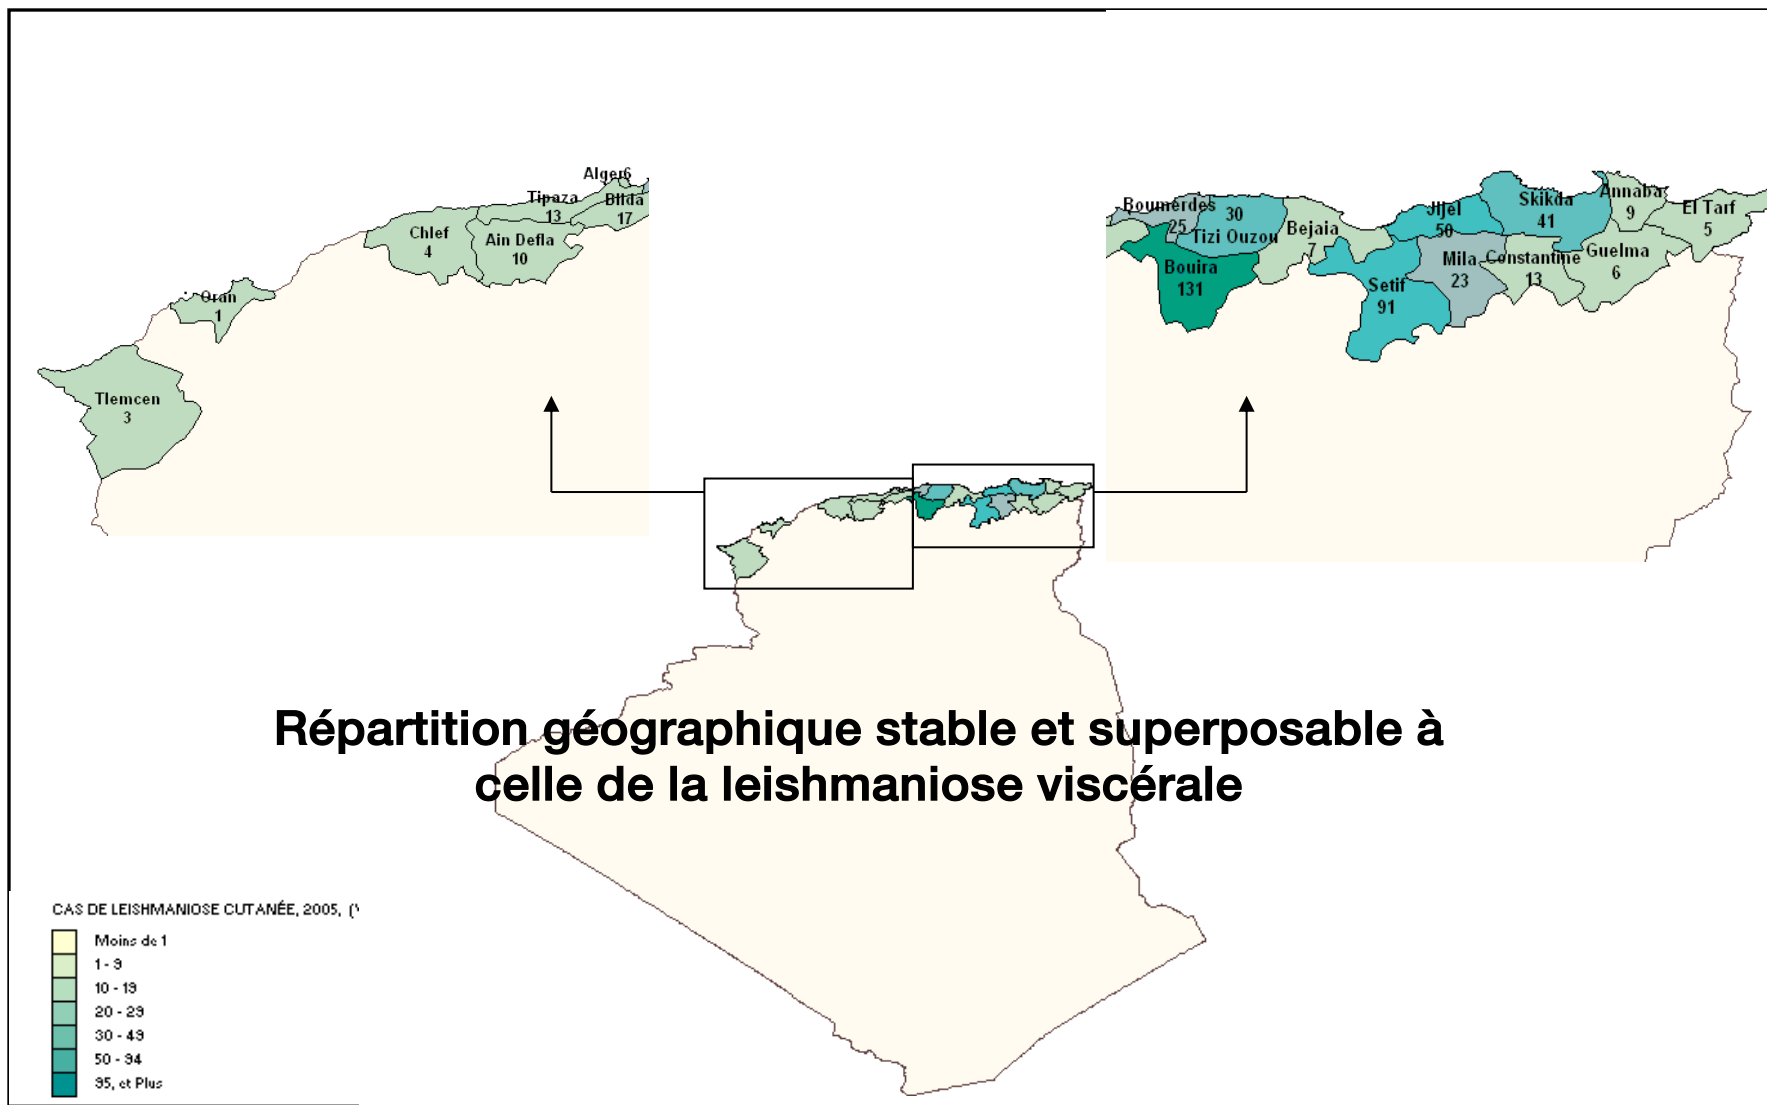 Alger6
Tipaza
13
Blida
17
Chlef
4
Ain Defla
10
Oran
1
Tlemcen
3
Boumerdes
25
30
Tizi Ouzou
Bejaia
7
Bouira
131
Jijel
50
Skikda
41
Annaba
9
El Tarf
5
Mila
23
Constantine
13
Guelma
6
Setif
91
Répartition géographique stable et superposable à
celle de la leishmaniose viscérale
CAS DE LEISHMANIOSE CUTANÉE, 2005, (
Moins de 1
1 - 9
10 - 19
20 - 29
30 - 49
50 - 94
95, et Plus